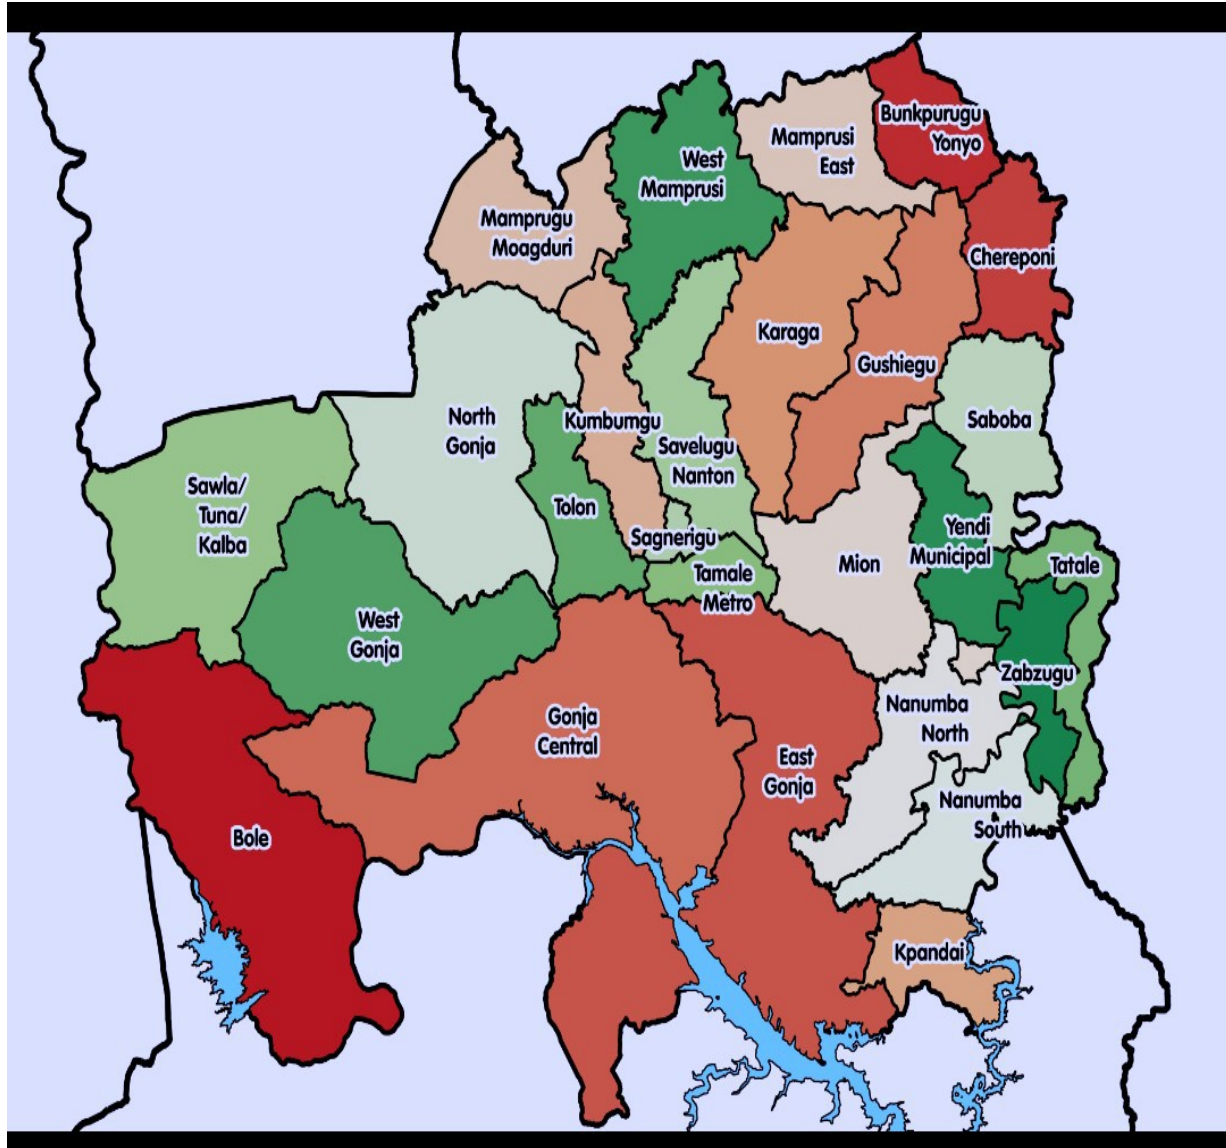 Bunkpurugu
Yonyo
Mamprusi
East
West
Mamprusi
Mamprugu
Moagduri
Chereponi
Karaga
Gushiegu
North
Gonja
Kumbumgu
Saboba
Savelugu
Nanton
Sawla/
Tuna/
Kalba
Tolon
Sagnerigu
Yendi
Municipal
Mion
Tatale
Tamale
Metro
West
Gonja
Zabzugu
Nanumba
North
Gonja
Central
East
Gonja
Nanumba
South
Bole
Kpandai